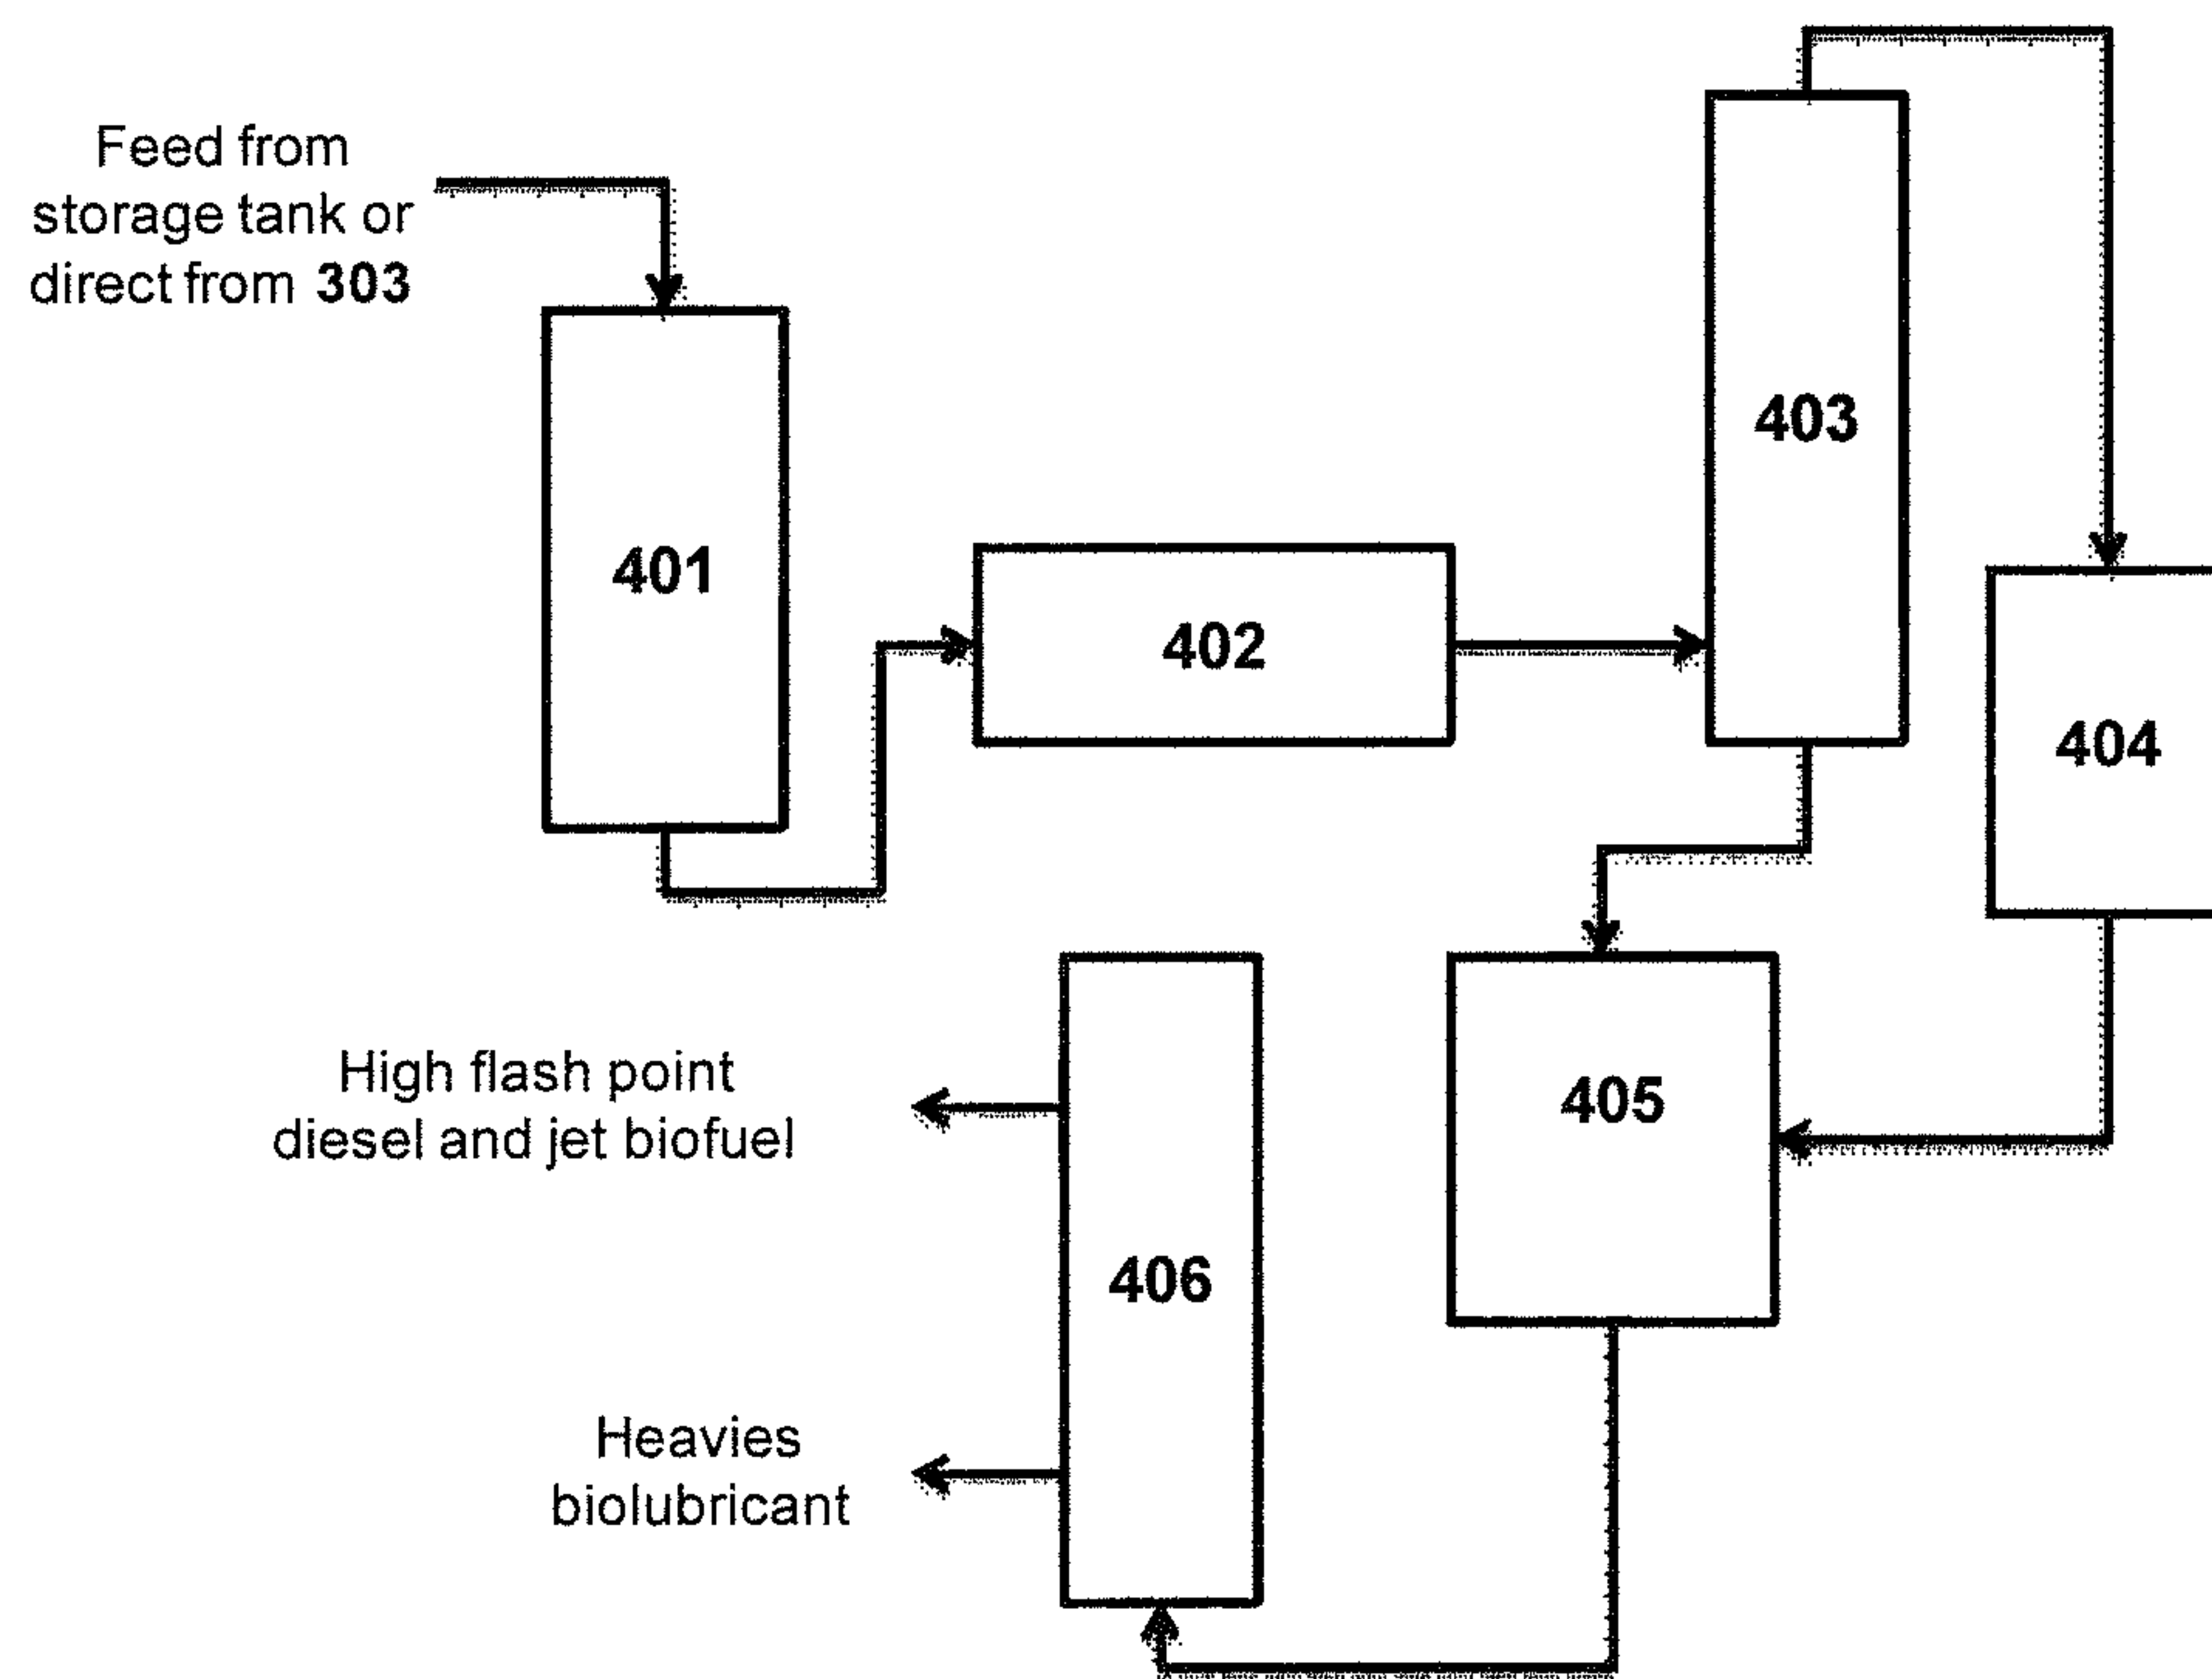 Feed from
storage tank or
direct from 303
401
402
403
404
405
406
High flash point
diesel and jet biofuel
Heavies
biolubricant